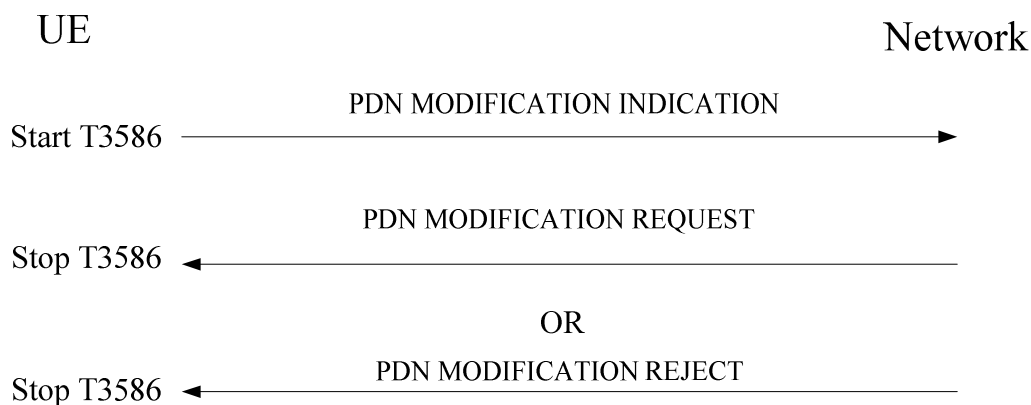 UE
Network
PDN MODIFICATION INDICATION
Start T3586
PDN MODIFICATION REQUEST
Stop T3586
OR
PDN MODIFICATION REJECT
Stop T3586